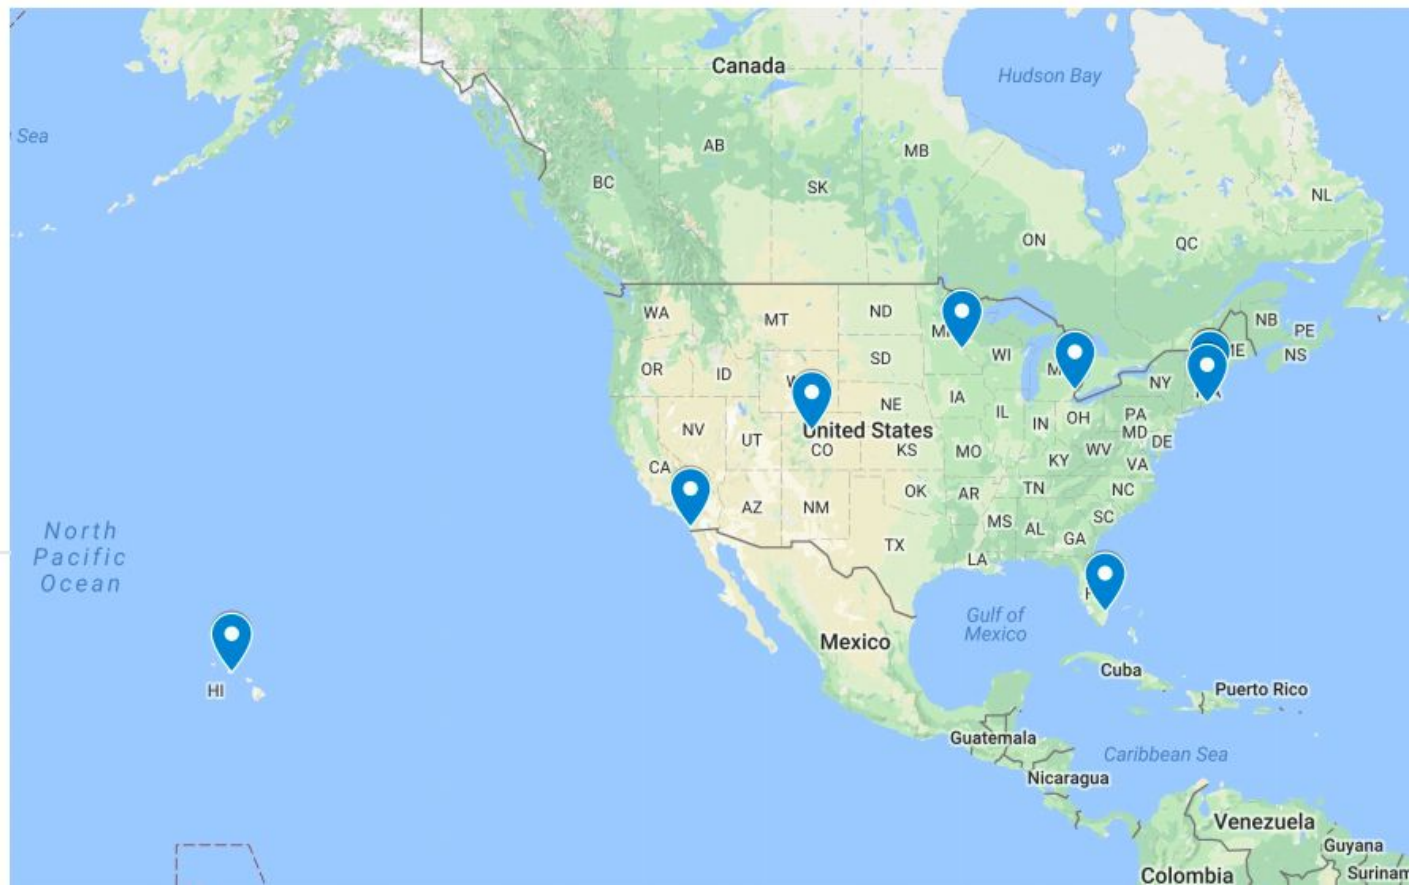 Canada
Hudson Bay
Sea
AB
MB
BC
SK
NL
ON
QC
WA
MT
ND
NB
PE
ME
NS
WI
OR
ID
SD
NY
IA
NE
IL
IN
OH
PA
MD
DE
NV
UT
United States
CO
KS
MO
WV
KY
VA
CA
AZ
NM
OK
AR
TN
NC
MS
AL
SC
GA
TX
LA
North
Pacific
Ocean
Gulf of
Mexico
Mexico
Cuba
HI
Puerto Rico
Guatemala
Caribbean Sea
Nicaragua
Venezuela
Guyana
Colombia
Surinam